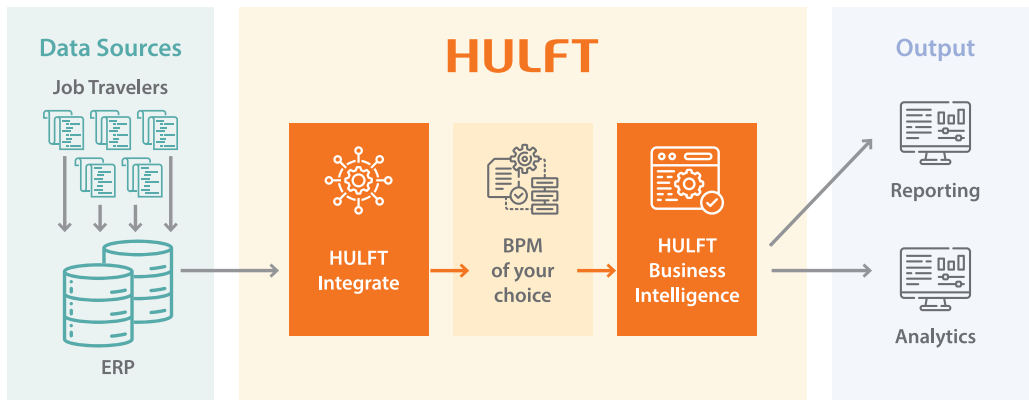 Data Sources
Job Travelers
ERP
HULFT
HULFT
Integrate
BPM
of your
choice
HULFT
Business
Intelligence
Output
Reporting
Analytics